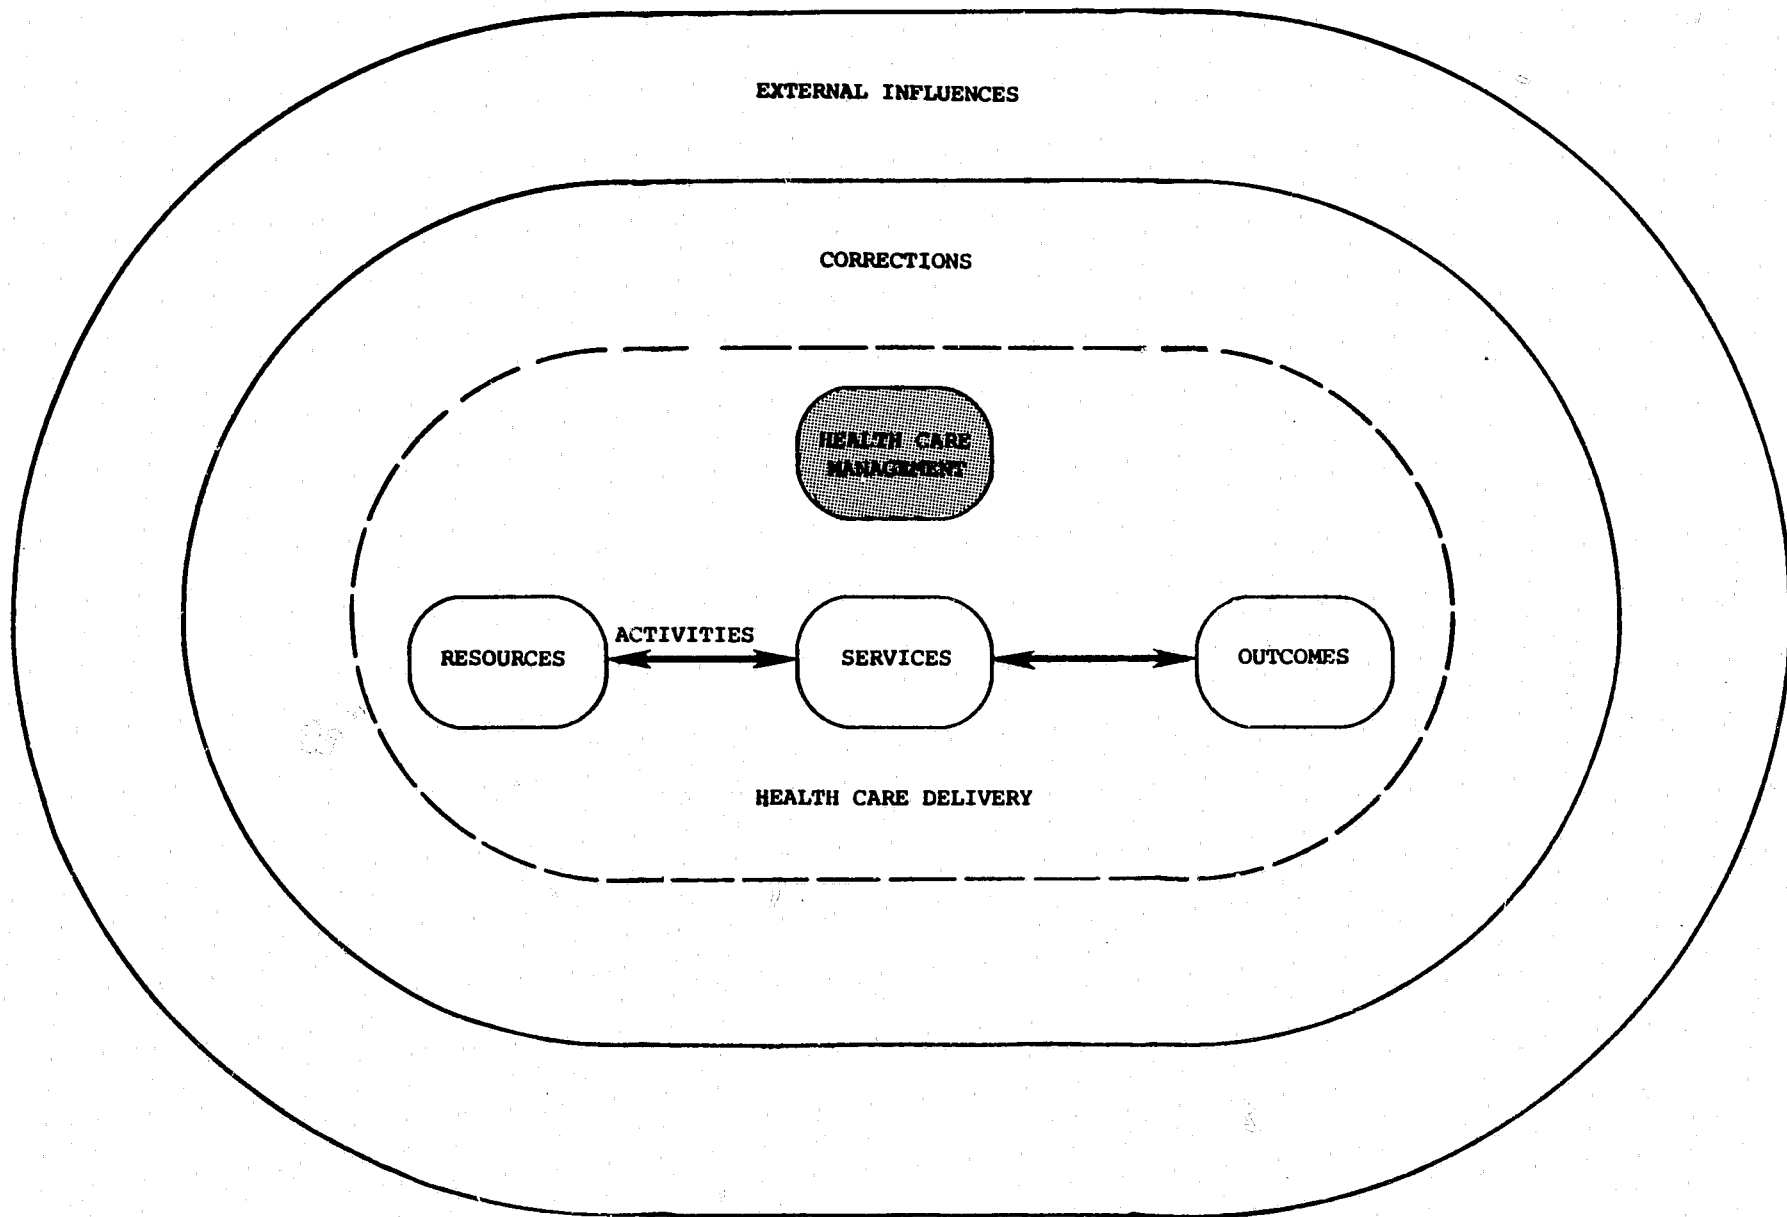 EXTERNAL INFLUENCES
CORRECTIONS
HEALTH CARE
MANAGEMENT
ACTIVITIES
RESOURCES
SERVICES
OUTCOMES
HEALTH CARE DELIVERY